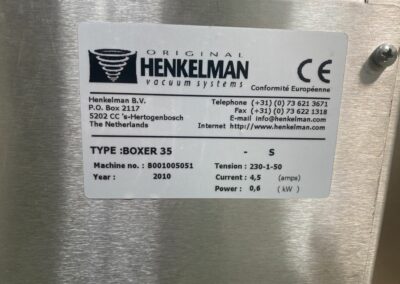 ORIGINAL
HENKELMAN
vacuum systems
CE
Conformité Européenne
Henkelman B.V.
P.O. Box 2117
5202 CC 's-Hertogenbosch
The Netherlands
Telephone (+31) (0) 73 621 3671
Fax (+31) (0) 73 622 1318
E-mail info@henkelman.com
Internet http://www.henkelman.com
TYPE :BOXER 35 - S
Machine no. : B001005051 Tension : 230-1-50
Year : 2010 Current : 4,5 (amps)
Power : 0,6 (kW)